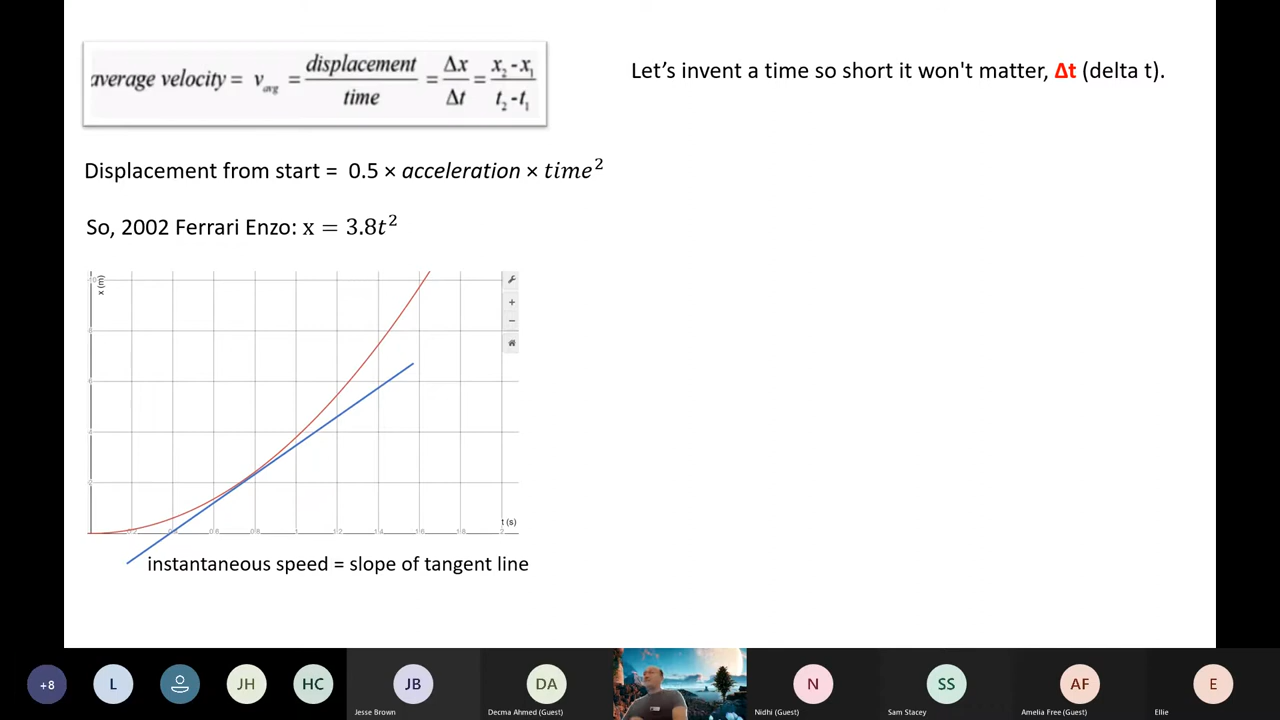 average velocity = v avg = displacement / time = Δx / Δt = x₂-x₁ / t₂-t₁
Let’s invent a time so short it won't matter, Δt (delta t).
Displacement from start = 0.5 × acceleration × time²
So, 2002 Ferrari Enzo: x = 3.8t²
x (m)
t (s)
instantaneous speed = slope of tangent line
+8
L
JH
HC
JB
DA
N
SS
AF
E
Jesse Brown
Decma Ahmed (Guest)
Nidhi (Guest)
Sam Stacey
Amelia Free (Guest)
Ellie